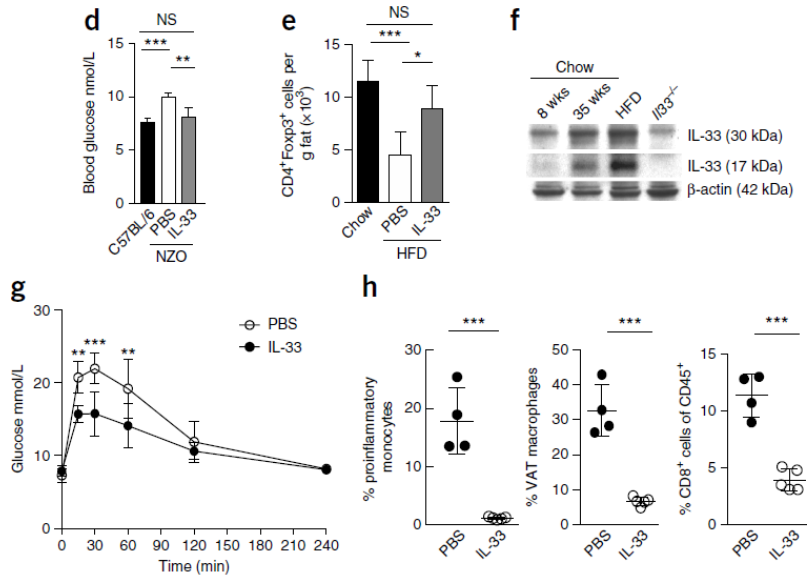 d
NS
***
**
Blood glucose nmol/L
15
10
5
0
C57BL/6
PBS
IL-33
NZO
e
NS
***
*
CD4⁺Foxp3⁺ cells per
g fat (×10³)
15
10
5
0
Chow
PBS
IL-33
HFD
f
Chow
8 wks
35 wks
HFD
Il33⁻/⁻
IL-33 (30 kDa)
IL-33 (17 kDa)
β-actin (42 kDa)
g
Glucose mmol/L
30
20
10
0
** *** **
PBS
IL-33
0 30 60 90 120 150 180 210 240
Time (min)
h
***
% proinflammatory
monocytes
30
20
10
0
PBS
IL-33
***
% VAT macrophages
50
40
30
20
10
0
PBS
IL-33
***
% CD8⁺ cells of CD45⁺
15
10
5
0
PBS
IL-33